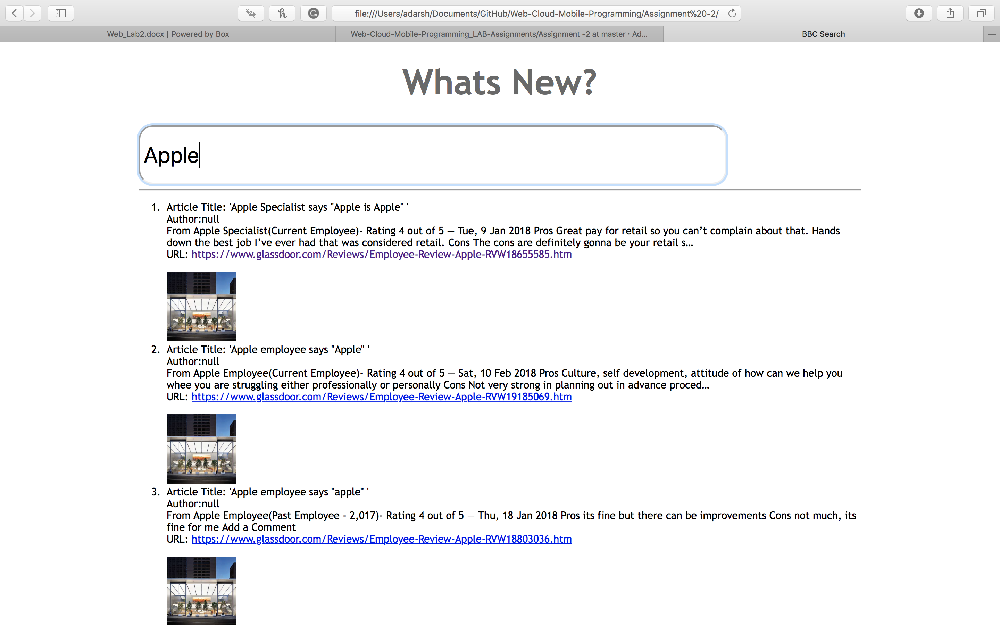 file:///Users/adarsh/Documents/GitHub/Web-Cloud-Mobile-Programming/Assignment%20-2/
Web_Lab2.docx | Powered by Box
Web-Cloud-Mobile-Programming_LAB-Assignments/Assignment -2 at master · Ad...
BBC Search
Whats New?
Apple
1. Article Title: 'Apple Specialist says "Apple is Apple" '
Author:null
From Apple Specialist(Current Employee)- Rating 4 out of 5 — Tue, 9 Jan 2018 Pros Great pay for retail so you can’t complain about that. Hands
down the best job I’ve ever had that was considered retail. Cons The cons are definitely gonna be your retail s…
URL: https://www.glassdoor.com/Reviews/Employee-Review-Apple-RVW18655585.htm
2. Article Title: 'Apple employee says "Apple" '
Author:null
From Apple Employee(Current Employee)- Rating 4 out of 5 — Sat, 10 Feb 2018 Pros Culture, self development, attitude of how can we help you
whee you are struggling either professionally or personally Cons Not very strong in planning out in advance proced…
URL: https://www.glassdoor.com/Reviews/Employee-Review-Apple-RVW19185069.htm
3. Article Title: 'Apple employee says "apple" '
Author:null
From Apple Employee(Past Employee - 2,017)- Rating 4 out of 5 — Thu, 18 Jan 2018 Pros its fine but there can be improvements Cons not much, its
fine for me Add a Comment
URL: https://www.glassdoor.com/Reviews/Employee-Review-Apple-RVW18803036.htm